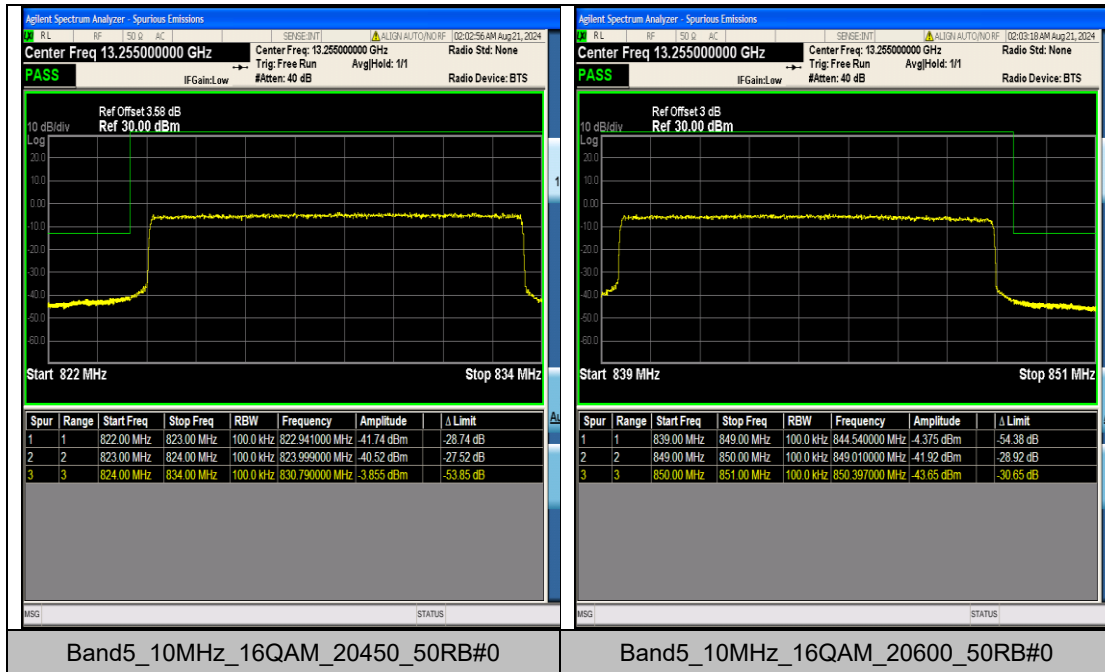 Agilent Spectrum Analyzer - Spurious Emissions
LXI RL RF 50 Ω AC SENSE:INT ALIGN AUTO/NO RF 02:02:56 AM Aug 21, 2024
Center Freq 13.255000000 GHz Center Freq: 13.255000000 GHz Radio Std: None
Trig: Free Run Avg|Hold: 1/1
PASS IFGain:Low #Atten: 40 dB Radio Device: BTS
Ref Offset 3.58 dB
10 dB/div Ref 30.00 dBm
Log
20.0
10.0
0.00
-10.0
-20.0
-30.0
-40.0
-50.0
-60.0
Start 822 MHz Stop 834 MHz
Spur Range Start Freq Stop Freq RBW Frequency Amplitude Δ Limit
1 1 822.00 MHz 823.00 MHz 100.0 kHz 822.941000 MHz -41.74 dBm -28.74 dB
2 2 823.00 MHz 824.00 MHz 100.0 kHz 823.999000 MHz -40.52 dBm -27.52 dB
3 3 824.00 MHz 834.00 MHz 100.0 kHz 830.790000 MHz -3.855 dBm -53.85 dB
MSG STATUS
Band5_10MHz_16QAM_20450_50RB#0
Agilent Spectrum Analyzer - Spurious Emissions
LXI RL RF 50 Ω AC SENSE:INT ALIGN AUTO/NO RF 02:03:18 AM Aug 21, 2024
Center Freq 13.255000000 GHz Center Freq: 13.255000000 GHz Radio Std: None
Trig: Free Run Avg|Hold: 1/1
PASS IFGain:Low #Atten: 40 dB Radio Device: BTS
Ref Offset 3 dB
10 dB/div Ref 30.00 dBm
Log
20.0
10.0
0.00
-10.0
-20.0
-30.0
-40.0
-50.0
-60.0
Start 839 MHz Stop 851 MHz
Spur Range Start Freq Stop Freq RBW Frequency Amplitude Δ Limit
1 1 839.00 MHz 849.00 MHz 100.0 kHz 844.540000 MHz -4.375 dBm -54.38 dB
2 2 849.00 MHz 850.00 MHz 100.0 kHz 849.010000 MHz -41.92 dBm -28.92 dB
3 3 850.00 MHz 851.00 MHz 100.0 kHz 850.397000 MHz -43.65 dBm -30.65 dB
MSG STATUS
Band5_10MHz_16QAM_20600_50RB#0